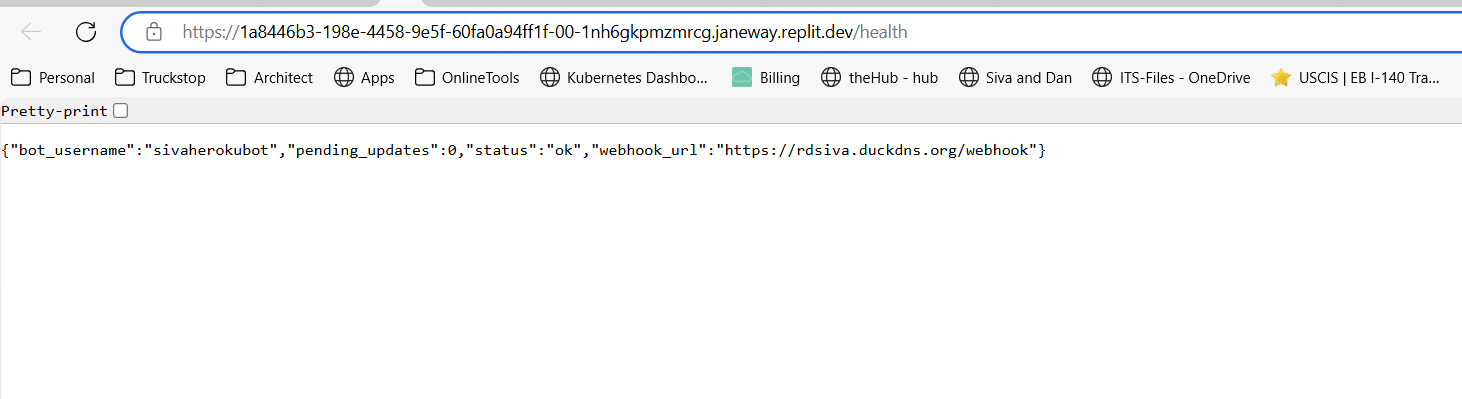 https://1a8446b3-198e-4458-9e5f-60fa0a94ff1f-00-1nh6gkpmzmrcg.janeway.replit.dev/health
Personal Truckstop Architect Apps OnlineTools Kubernetes Dashbo... Billing theHub - hub Siva and Dan ITS-Files - OneDrive USCIS | EB I-140 Tra...
Pretty-print
{"bot_username":"sivaherokubot","pending_updates":0,"status":"ok","webhook_url":"https://rdsiva.duckdns.org/webhook"}